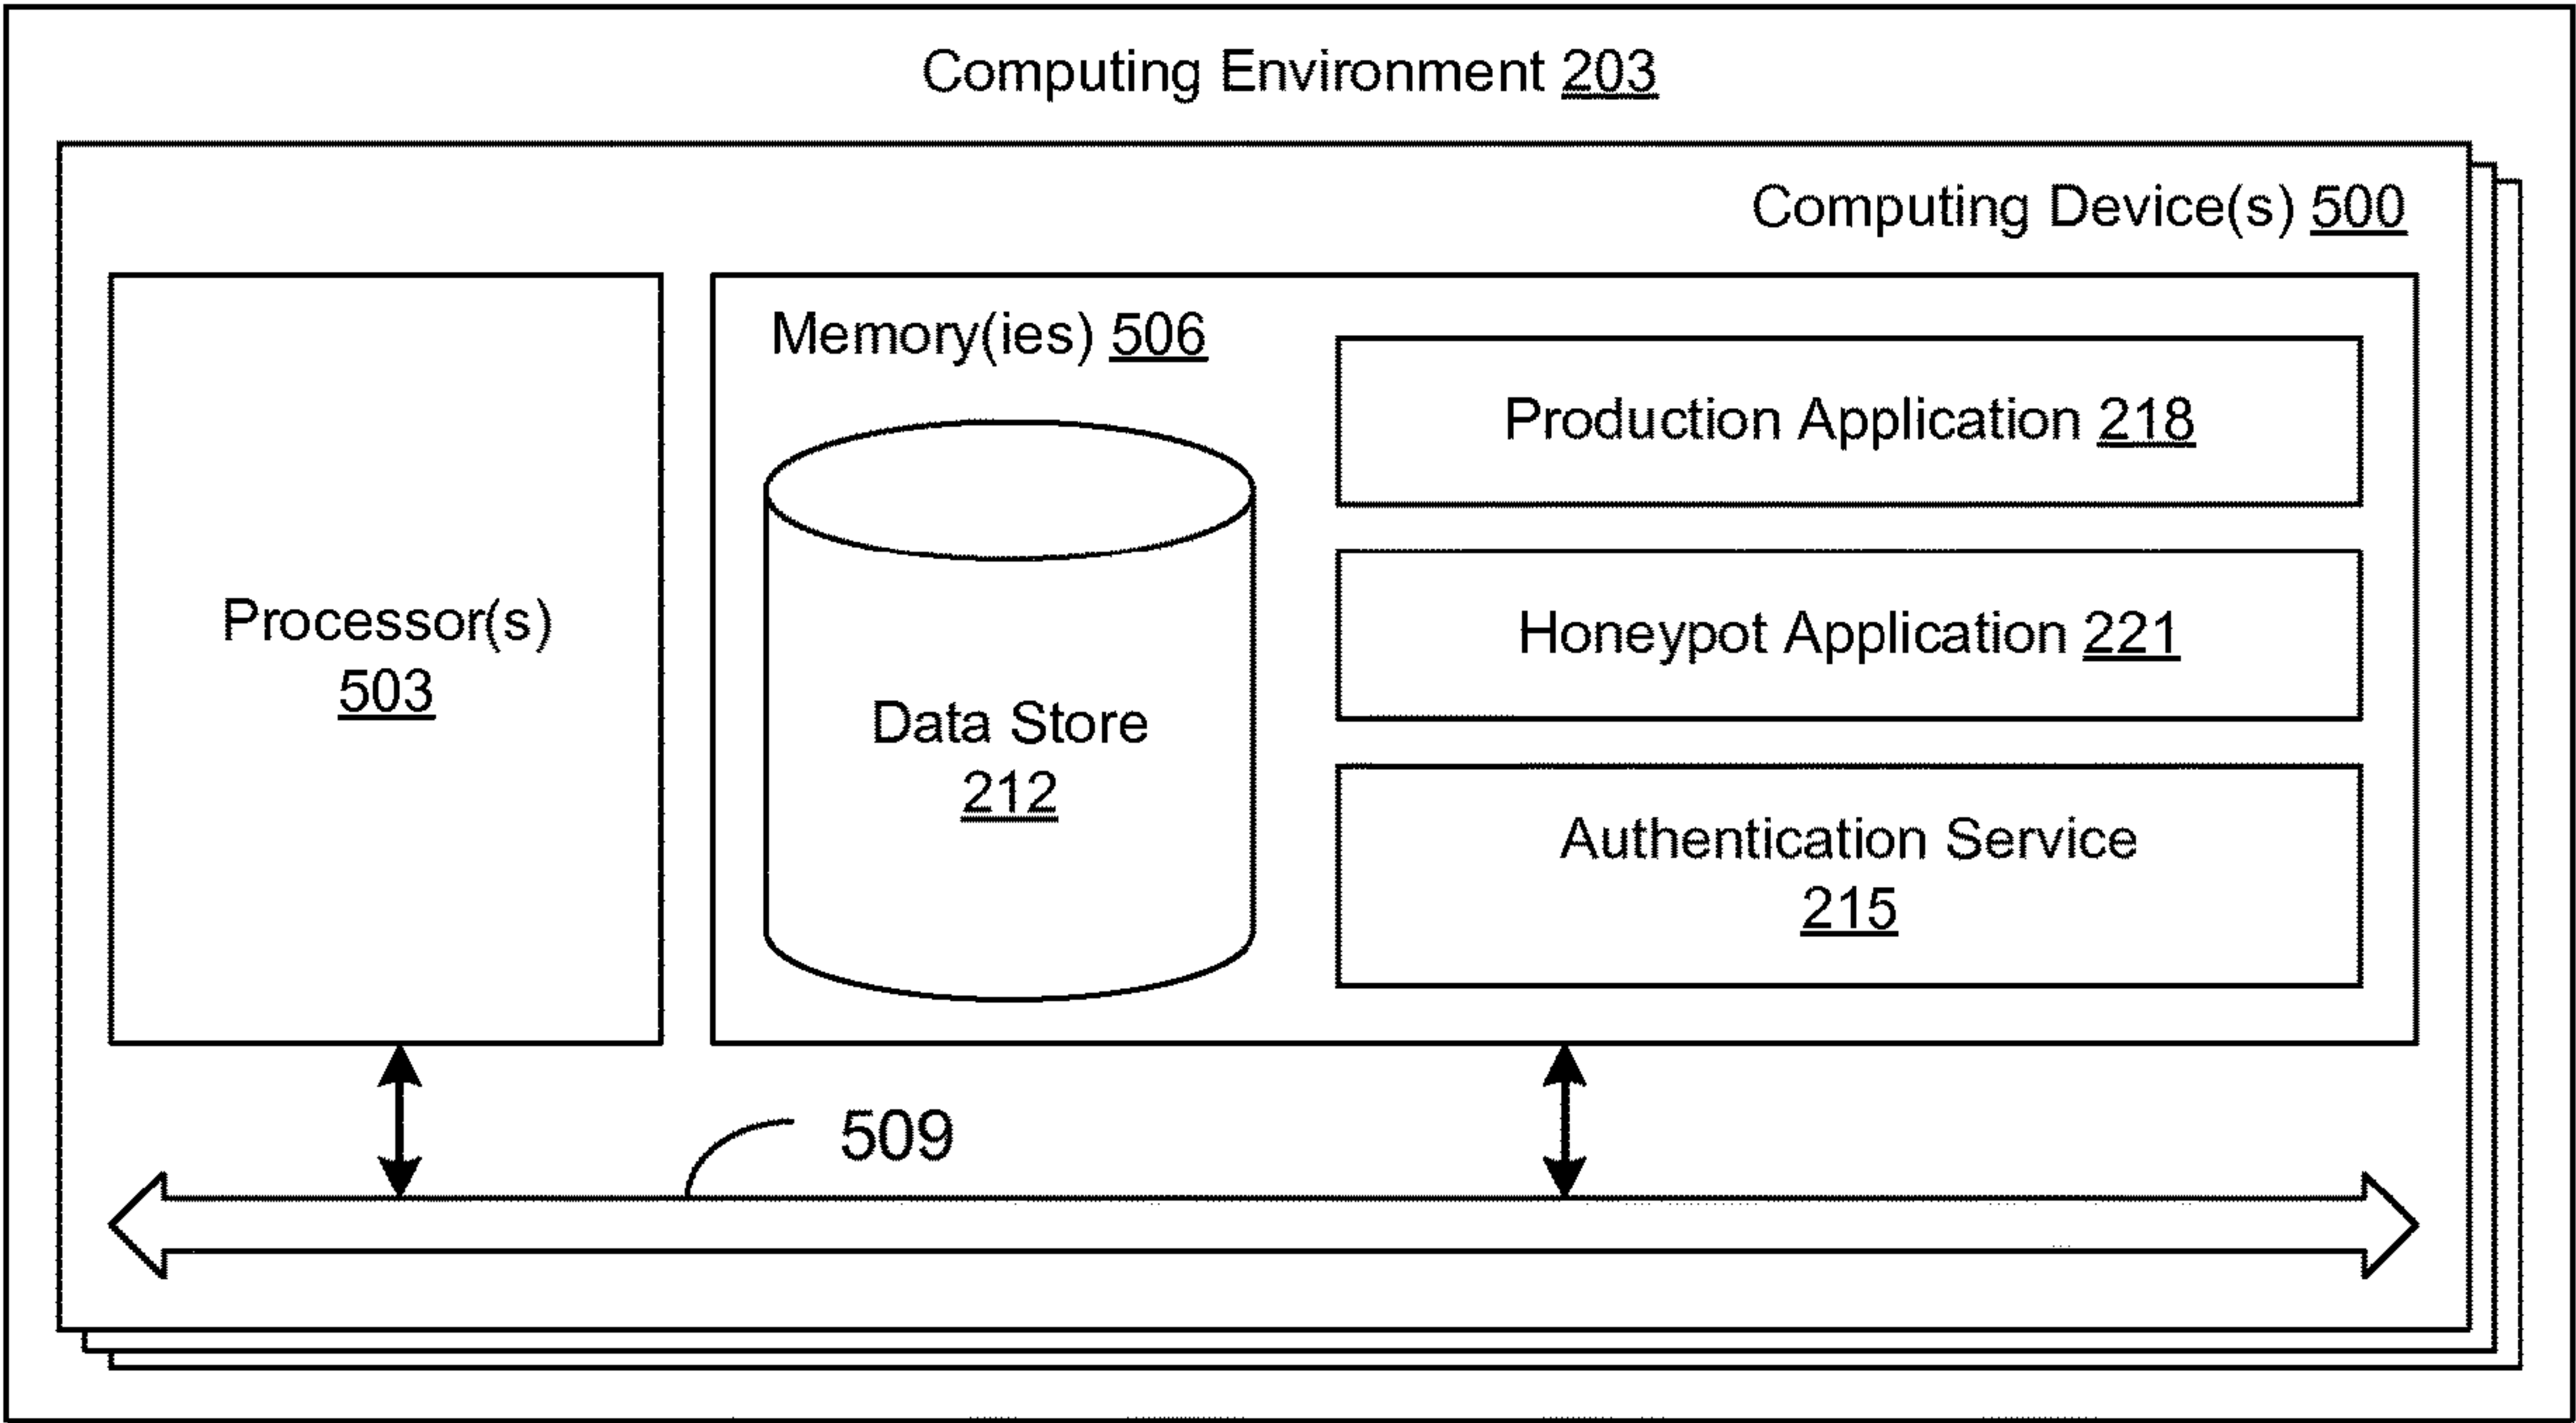 Computing Environment 203
Computing Device(s) 500
Processor(s)
503
Memory(ies) 506
Data Store
212
Production Application 218
Honeypot Application 221
Authentication Service
215
509